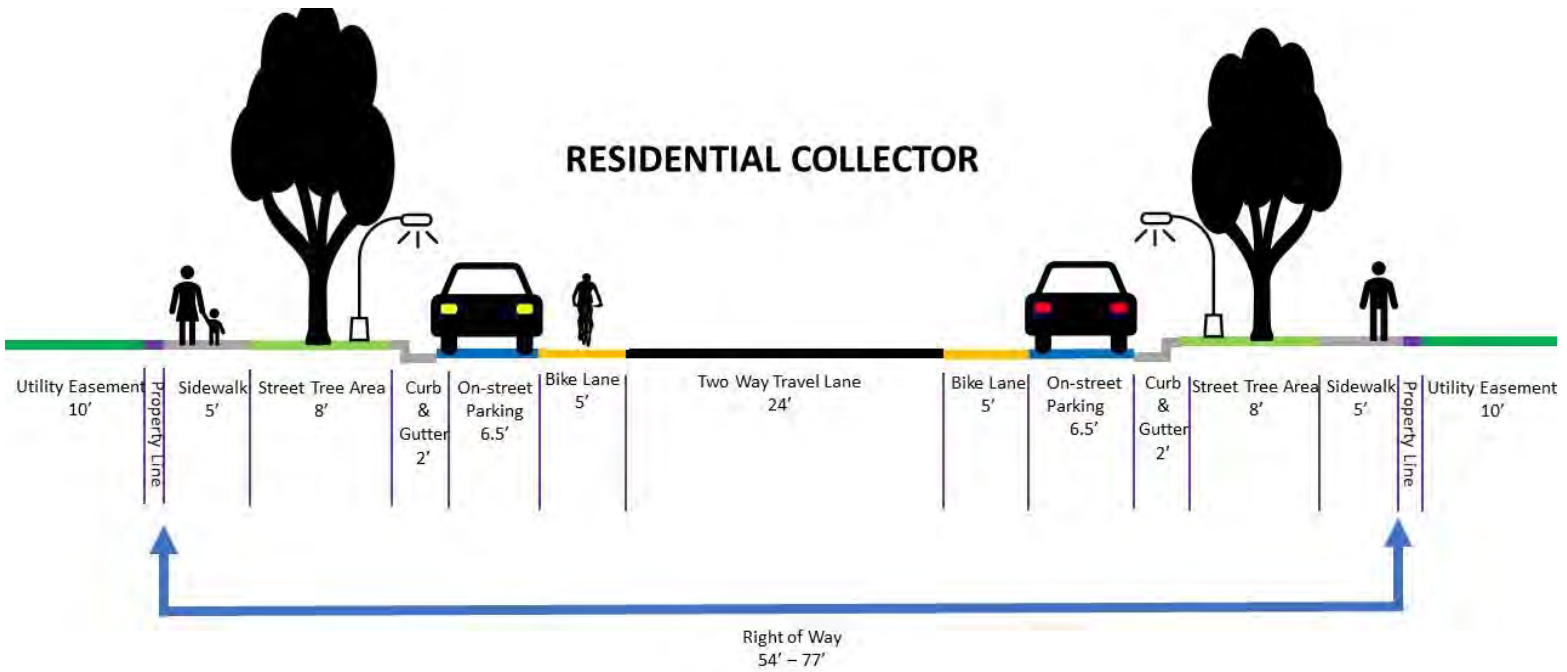 RESIDENTIAL COLLECTOR
Utility Easement
10'
Property Line
Sidewalk
5'
Street Tree Area
8'
Curb
&
Gutter
2'
On-street
Parking
6.5'
Bike Lane
5'
Two Way Travel Lane
24'
Bike Lane
5'
On-street
Parking
6.5'
Curb
&
Gutter
2'
Street Tree Area
8'
Sidewalk
5'
Property Line
Utility Easement
10'
Right of Way
54' – 77'